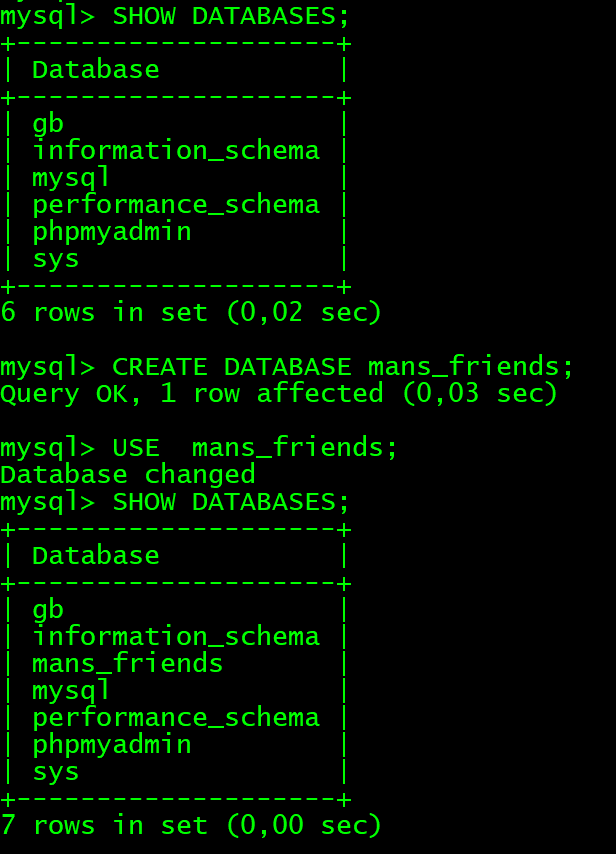 mysql> SHOW DATABASES;
+--------------------+
| Database           |
+--------------------+
| gb                 |
| information_schema |
| mysql              |
| performance_schema |
| phpmyadmin         |
| sys                |
+--------------------+
6 rows in set (0,02 sec)
mysql> CREATE DATABASE mans_friends;
Query OK, 1 row affected (0,03 sec)
mysql> USE  mans_friends;
Database changed
mysql> SHOW DATABASES;
+--------------------+
| Database           |
+--------------------+
| gb                 |
| information_schema |
| mans_friends       |
| mysql              |
| performance_schema |
| phpmyadmin         |
| sys                |
+--------------------+
7 rows in set (0,00 sec)